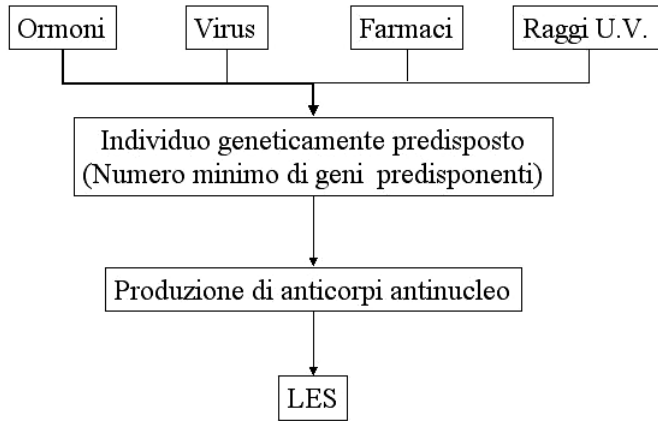 Ormoni
Virus
Farmaci
Raggi U.V.
Individuo geneticamente predisposto
(Numero minimo di geni predisponenti)
Produzione di anticorpi antinucleo
LES